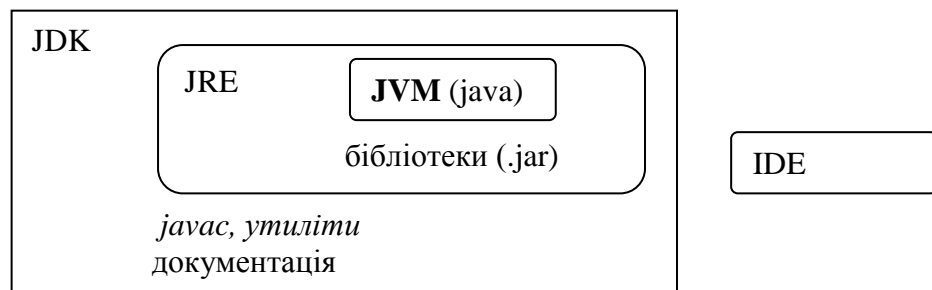 JDK
JRE
JVM (java)
бібліотеки (.jar)
IDE
javac, утиліти
документація